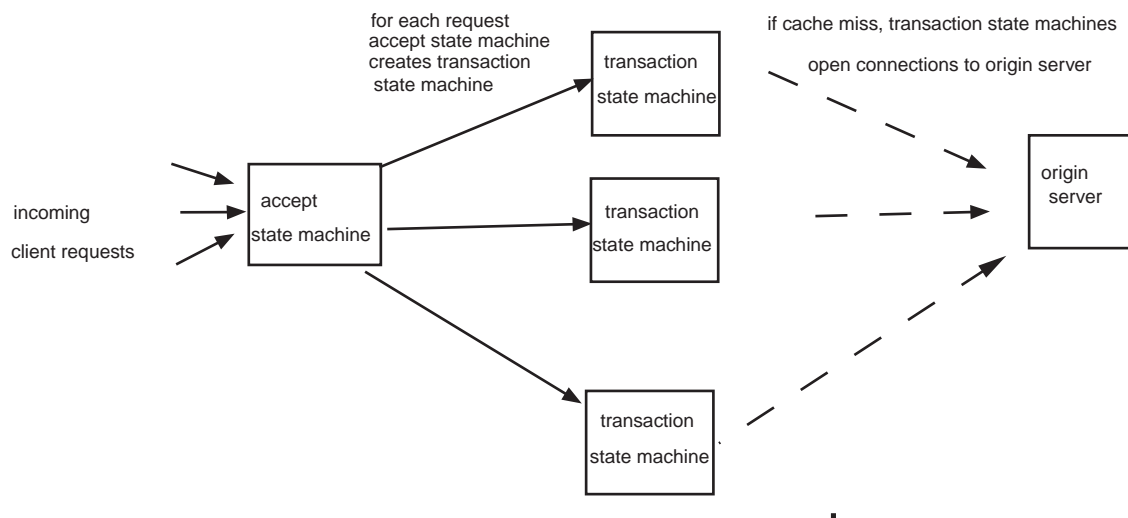 for each request
accept state machine
creates transaction
state machine
if cache miss, transaction state machines
open connections to origin server
incoming
client requests
accept
state machine
transaction
state machine
transaction
state machine
transaction
state machine
origin
server